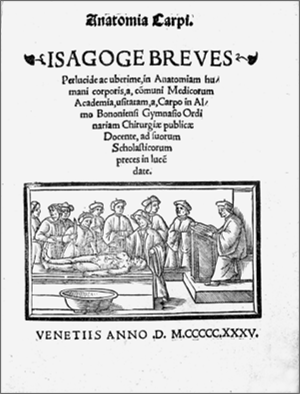 Anatomia Carpi.
ISAGOGE BREVES
Perlucide ac uberime, in Anatomiam hu/
mani corporis, a, cōmuni Medicorum
Academia, usitatam, a, Carpo in Al/
mo Bononiensi Gymnasio Ordi
nariam Chirurgiæ publicæ
Docente, ad suorum
Scholasticorum
preces in lucē
date.
VENETIIS ANNO .D. M.CCCCC.XXXV.